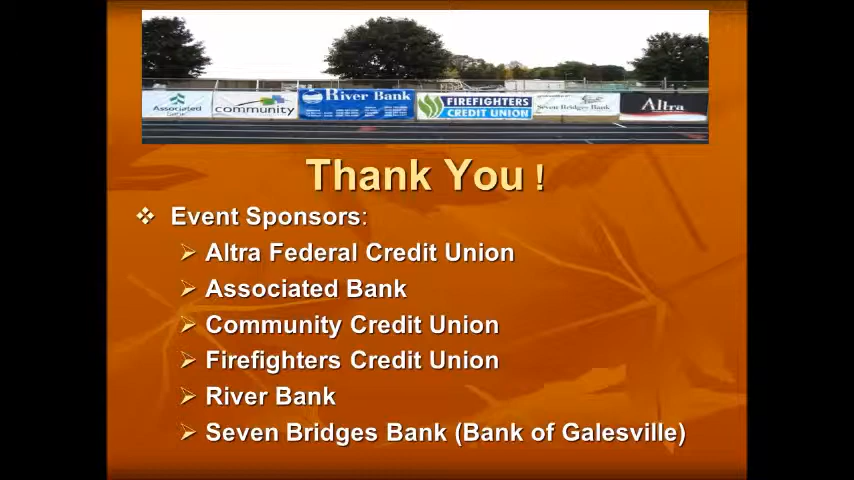 Associated
Bank
community
River Bank
FIREFIGHTERS
CREDIT UNION
Seven Bridges Bank
Altra
Thank You !
Event Sponsors:
Altra Federal Credit Union
Associated Bank
Community Credit Union
Firefighters Credit Union
River Bank
Seven Bridges Bank (Bank of Galesville)